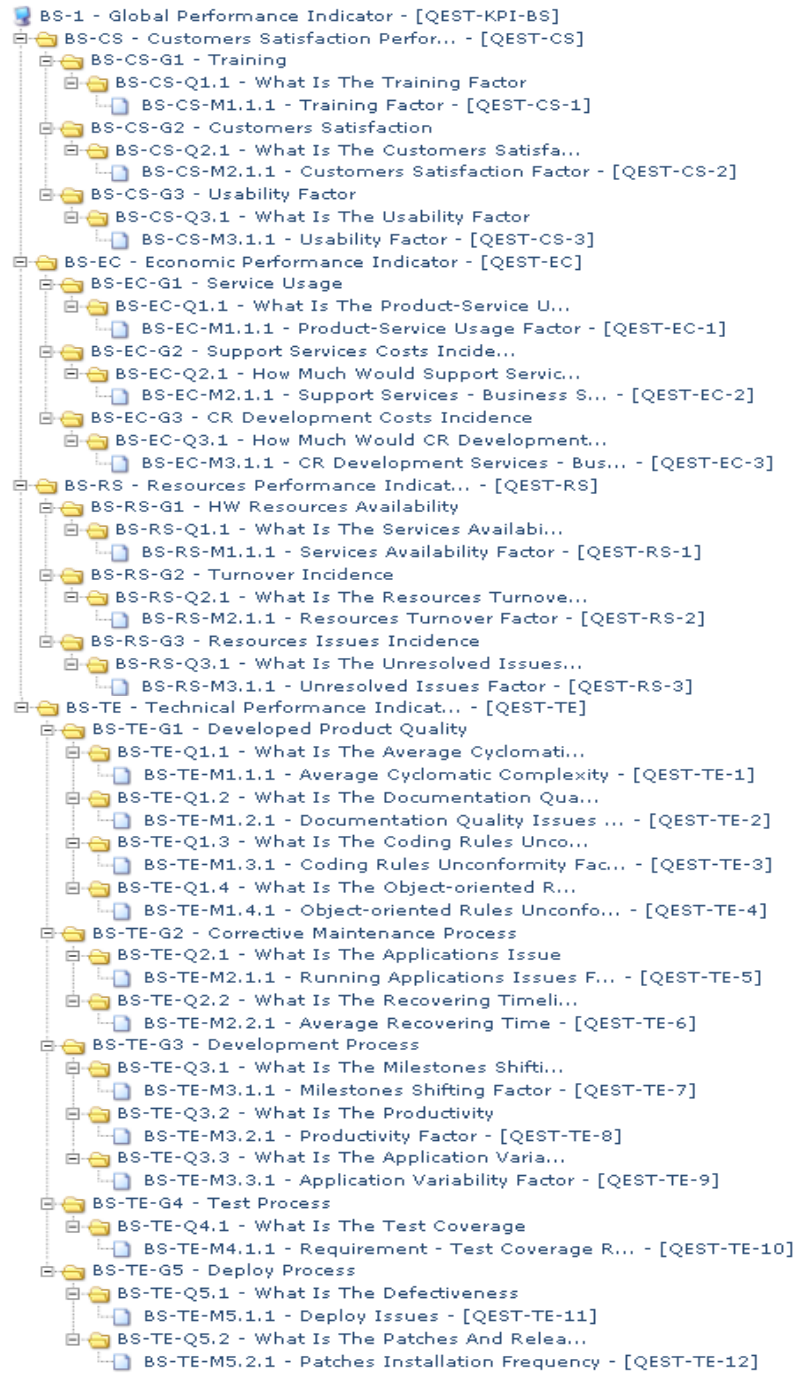 BS-1 - Global Performance Indicator - [QEST-KPI-BS]
BS-CS - Customers Satisfaction Perfor... - [QEST-CS]
BS-CS-G1 - Training
BS-CS-Q1.1 - What Is The Training Factor
BS-CS-M1.1.1 - Training Factor - [QEST-CS-1]
BS-CS-G2 - Customers Satisfaction
BS-CS-Q2.1 - What Is The Customers Satisfa...
BS-CS-M2.1.1 - Customers Satisfaction Factor - [QEST-CS-2]
BS-CS-G3 - Usability Factor
BS-CS-Q3.1 - What Is The Usability Factor
BS-CS-M3.1.1 - Usability Factor - [QEST-CS-3]
BS-EC - Economic Performance Indicator - [QEST-EC]
BS-EC-G1 - Service Usage
BS-EC-Q1.1 - What Is The Product-Service U...
BS-EC-M1.1.1 - Product-Service Usage Factor - [QEST-EC-1]
BS-EC-G2 - Support Services Costs Incide...
BS-EC-Q2.1 - How Much Would Support Servic...
BS-EC-M2.1.1 - Support Services - Business S... - [QEST-EC-2]
BS-EC-G3 - CR Development Costs Incidence
BS-EC-Q3.1 - How Much Would CR Development...
BS-EC-M3.1.1 - CR Development Services - Bus... - [QEST-EC-3]
BS-RS - Resources Performance Indicat... - [QEST-RS]
BS-RS-G1 - HW Resources Availability
BS-RS-Q1.1 - What Is The Services Availabi...
BS-RS-M1.1.1 - Services Availability Factor - [QEST-RS-1]
BS-RS-G2 - Turnover Incidence
BS-RS-Q2.1 - What Is The Resources Turnove...
BS-RS-M2.1.1 - Resources Turnover Factor - [QEST-RS-2]
BS-RS-G3 - Resources Issues Incidence
BS-RS-Q3.1 - What Is The Unresolved Issues...
BS-RS-M3.1.1 - Unresolved Issues Factor - [QEST-RS-3]
BS-TE - Technical Performance Indicat... - [QEST-TE]
BS-TE-G1 - Developed Product Quality
BS-TE-Q1.1 - What Is The Average Cyclomati...
BS-TE-M1.1.1 - Average Cyclomatic Complexity - [QEST-TE-1]
BS-TE-Q1.2 - What Is The Documentation Qua...
BS-TE-M1.2.1 - Documentation Quality Issues ... - [QEST-TE-2]
BS-TE-Q1.3 - What Is The Coding Rules Unco...
BS-TE-M1.3.1 - Coding Rules Unconformity Fac... - [QEST-TE-3]
BS-TE-Q1.4 - What Is The Object-oriented R...
BS-TE-M1.4.1 - Object-oriented Rules Unconfo... - [QEST-TE-4]
BS-TE-G2 - Corrective Maintenance Process
BS-TE-Q2.1 - What Is The Applications Issue
BS-TE-M2.1.1 - Running Applications Issues F... - [QEST-TE-5]
BS-TE-Q2.2 - What Is The Recovering Timeli...
BS-TE-M2.2.1 - Average Recovering Time - [QEST-TE-6]
BS-TE-G3 - Development Process
BS-TE-Q3.1 - What Is The Milestones Shifti...
BS-TE-M3.1.1 - Milestones Shifting Factor - [QEST-TE-7]
BS-TE-Q3.2 - What Is The Productivity
BS-TE-M3.2.1 - Productivity Factor - [QEST-TE-8]
BS-TE-Q3.3 - What Is The Application Varia...
BS-TE-M3.3.1 - Application Variability Factor - [QEST-TE-9]
BS-TE-G4 - Test Process
BS-TE-Q4.1 - What Is The Test Coverage
BS-TE-M4.1.1 - Requirement - Test Coverage R... - [QEST-TE-10]
BS-TE-G5 - Deploy Process
BS-TE-Q5.1 - What Is The Defectiveness
BS-TE-M5.1.1 - Deploy Issues - [QEST-TE-11]
BS-TE-Q5.2 - What Is The Patches And Relea...
BS-TE-M5.2.1 - Patches Installation Frequency - [QEST-TE-12]